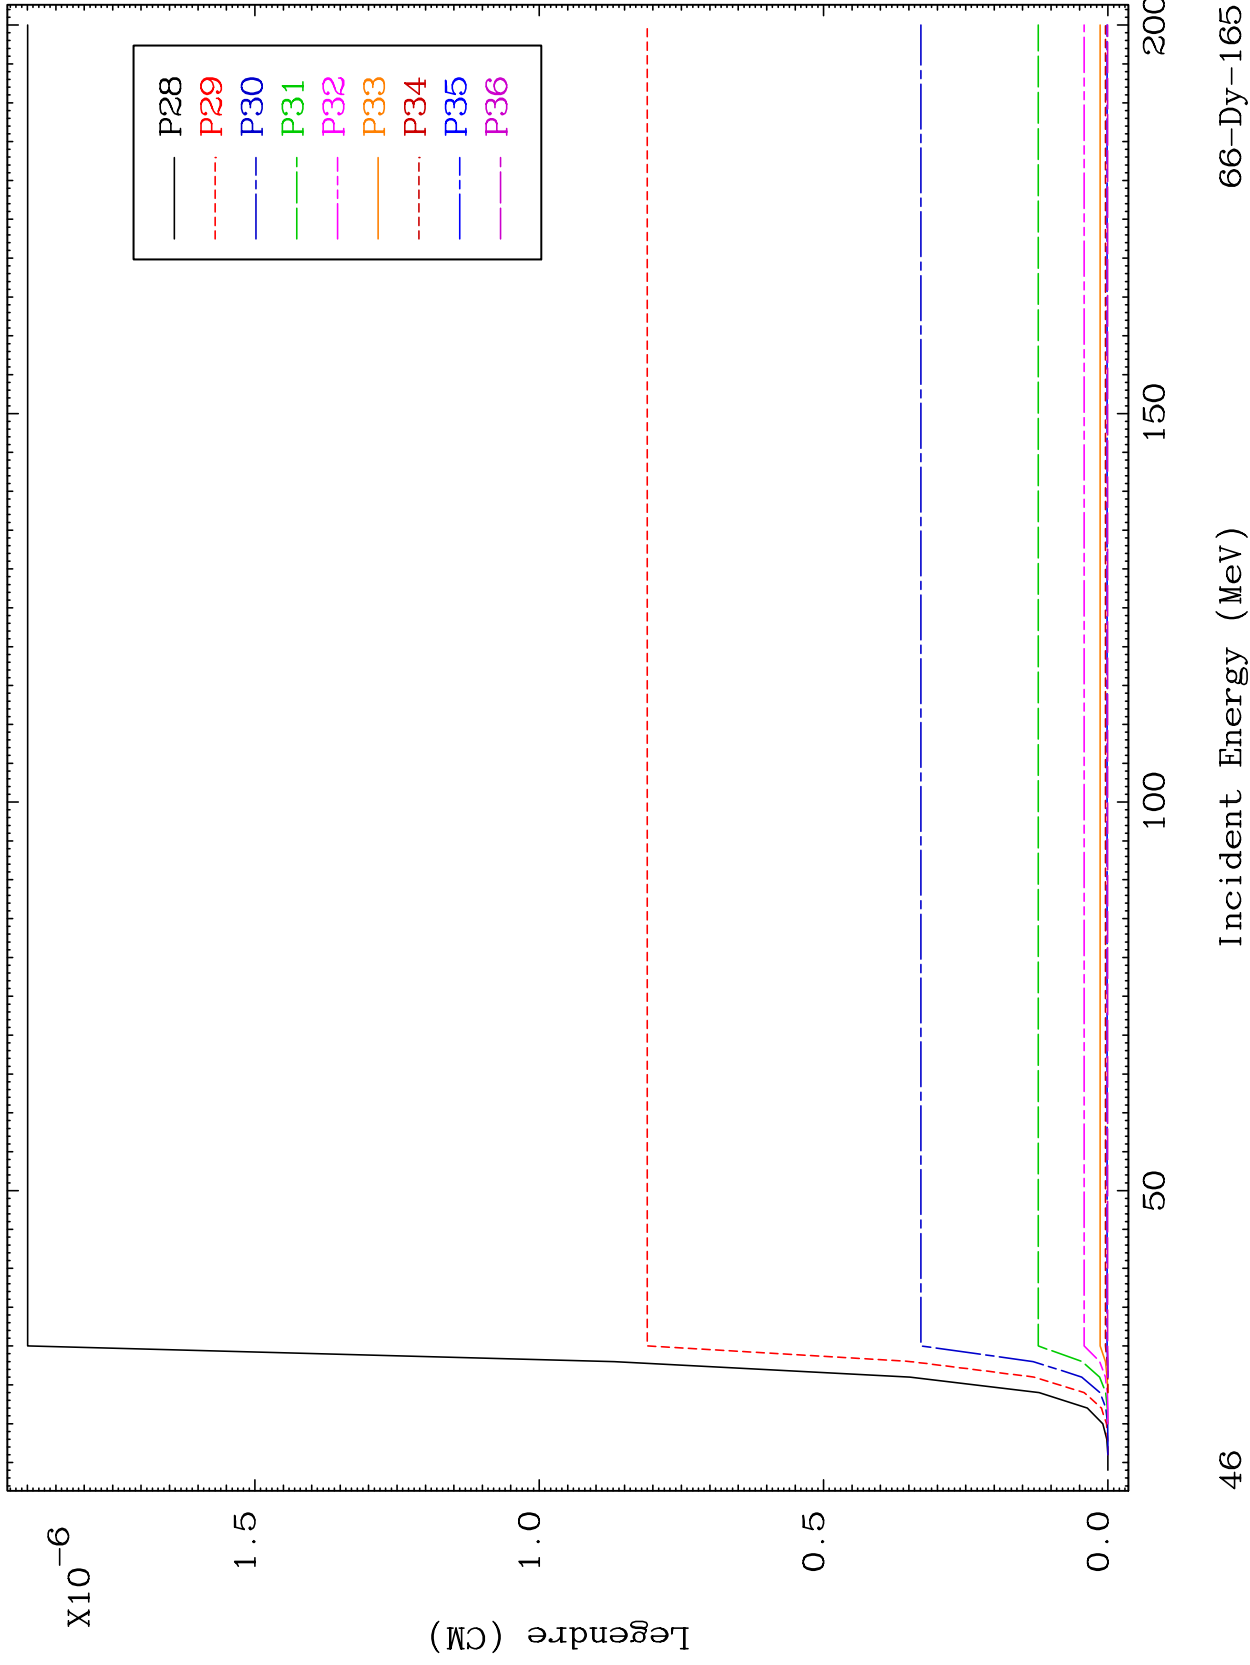 X10-6
Legendre (CM)
1.5
1.0
0.5
0.0
P28
P29
P30
P31
P32
P33
P34
P35
P36
50
100
150
200
Incident Energy (MeV)
46
66-Dy-165